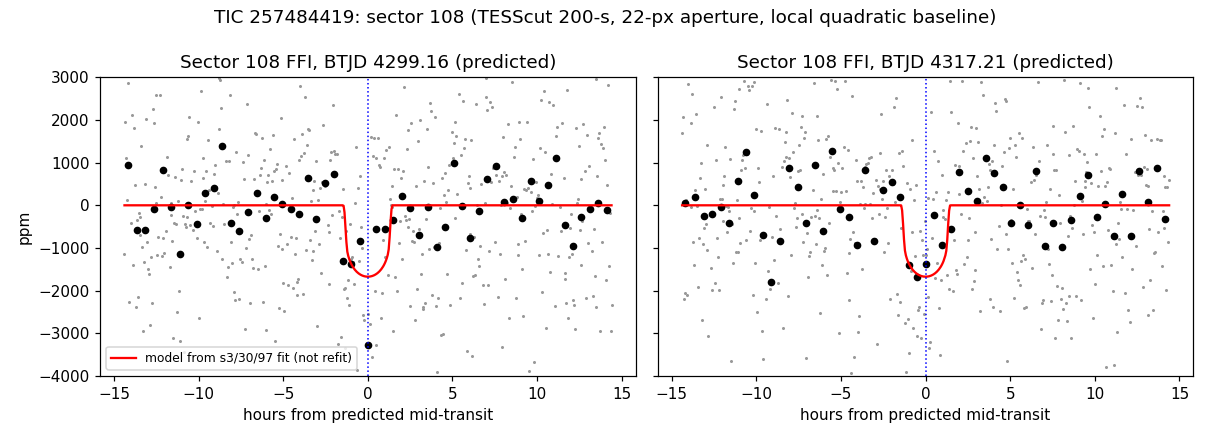 TIC 257484419: sector 108 (TESScut 200-s, 22-px aperture, local quadratic baseline)
Sector 108 FFI, BTJD 4299.16 (predicted)
Sector 108 FFI, BTJD 4317.21 (predicted)
3000
2000
1000
0
−1000
−2000
−3000
−4000
ppm
model from s3/30/97 fit (not refit)
−15 −10 −5 0 5 10 15
−15 −10 −5 0 5 10 15
hours from predicted mid-transit
hours from predicted mid-transit